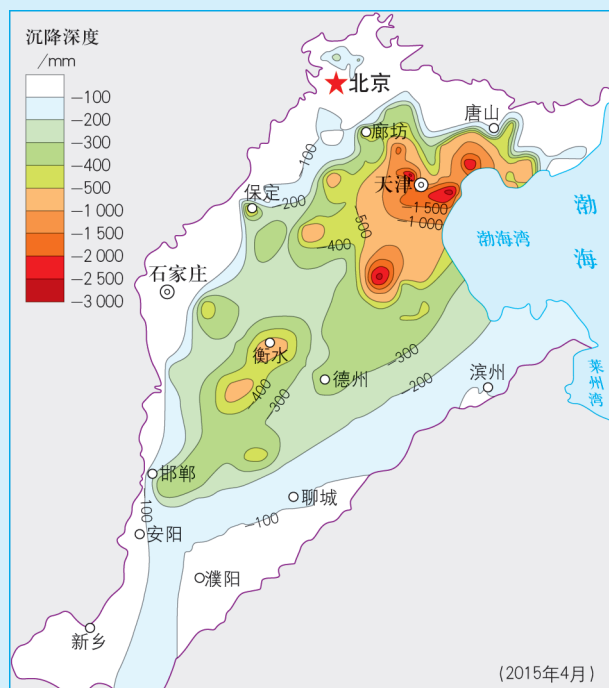 沉降深度
/mm
−100
−200
−300
−400
−500
−1 000
−1 500
−2 000
−2 500
−3 000
北京
唐山
廊坊
−100
天津
保定
−200
−1 500
−1 000
−500
−400
渤海
渤海湾
石家庄
衡水
−300
莱州湾
德州
−200
滨州
−400
−300
邯郸
聊城
100
−100
安阳
濮阳
新乡
(2015年4月)